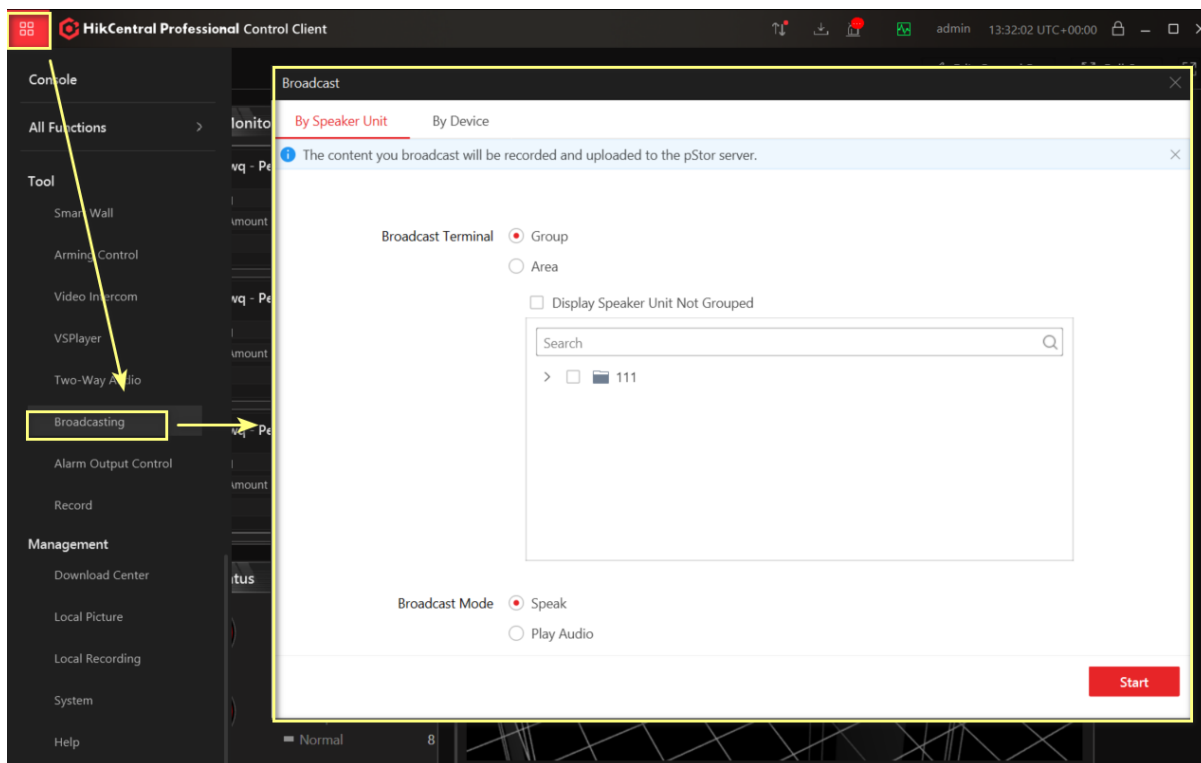 HikCentral Professional Control Client
admin 13:32:02 UTC+00:00
Console
All Functions
Tool
Smart Wall
Arming Control
Video Intercom
VSPlayer
Two-Way Audio
Broadcasting
Alarm Output Control
Record
Management
Download Center
Local Picture
Local Recording
System
Help
Broadcast
By Speaker Unit By Device
The content you broadcast will be recorded and uploaded to the pStor server.
Broadcast Terminal Group
Area
Display Speaker Unit Not Grouped
Search
111
Broadcast Mode Speak
Play Audio
Start
Normal 8